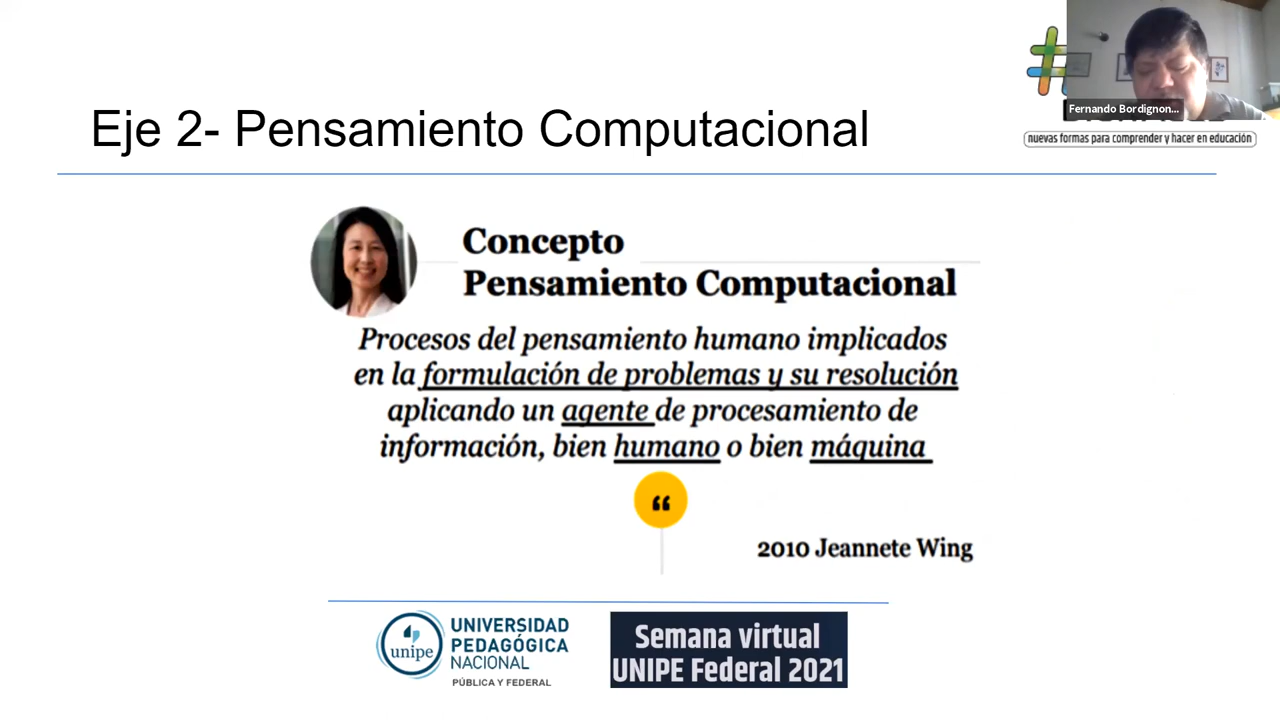 Fernando Bordignon...
nuevas formas para comprender y hacer en educación
Eje 2- Pensamiento Computacional
Concepto
Pensamiento Computacional
Procesos del pensamiento humano implicados
en la formulación de problemas y su resolución
aplicando un agente de procesamiento de
información, bien humano o bien máquina
“
2010 Jeannete Wing
unipe
UNIVERSIDAD
PEDAGÓGICA
NACIONAL
PÚBLICA Y FEDERAL
Semana virtual
UNIPE Federal 2021